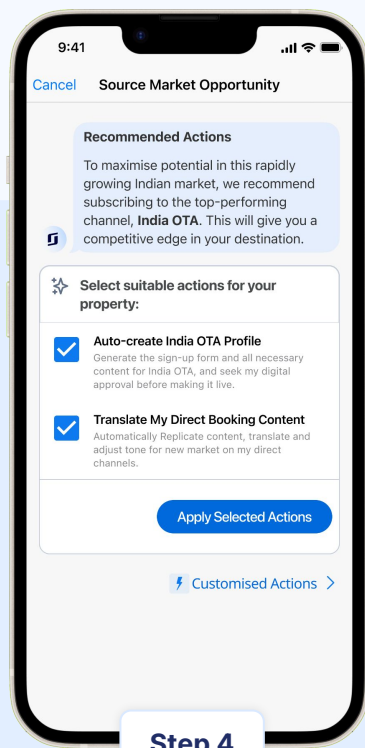 9:41
Cancel Source Market Opportunity
Recommended Actions
To maximise potential in this rapidly
growing Indian market, we recommend
subscribing to the top-performing
channel, India OTA. This will give you a
competitive edge in your destination.
Select suitable actions for your
property:
Auto-create India OTA Profile
Generate the sign-up form and all necessary
content for India OTA, and seek my digital
approval before making it live.
Translate My Direct Booking Content
Automatically Replicate content, translate and
adjust tone for new market on my direct
channels.
Apply Selected Actions
Customised Actions
Step 4